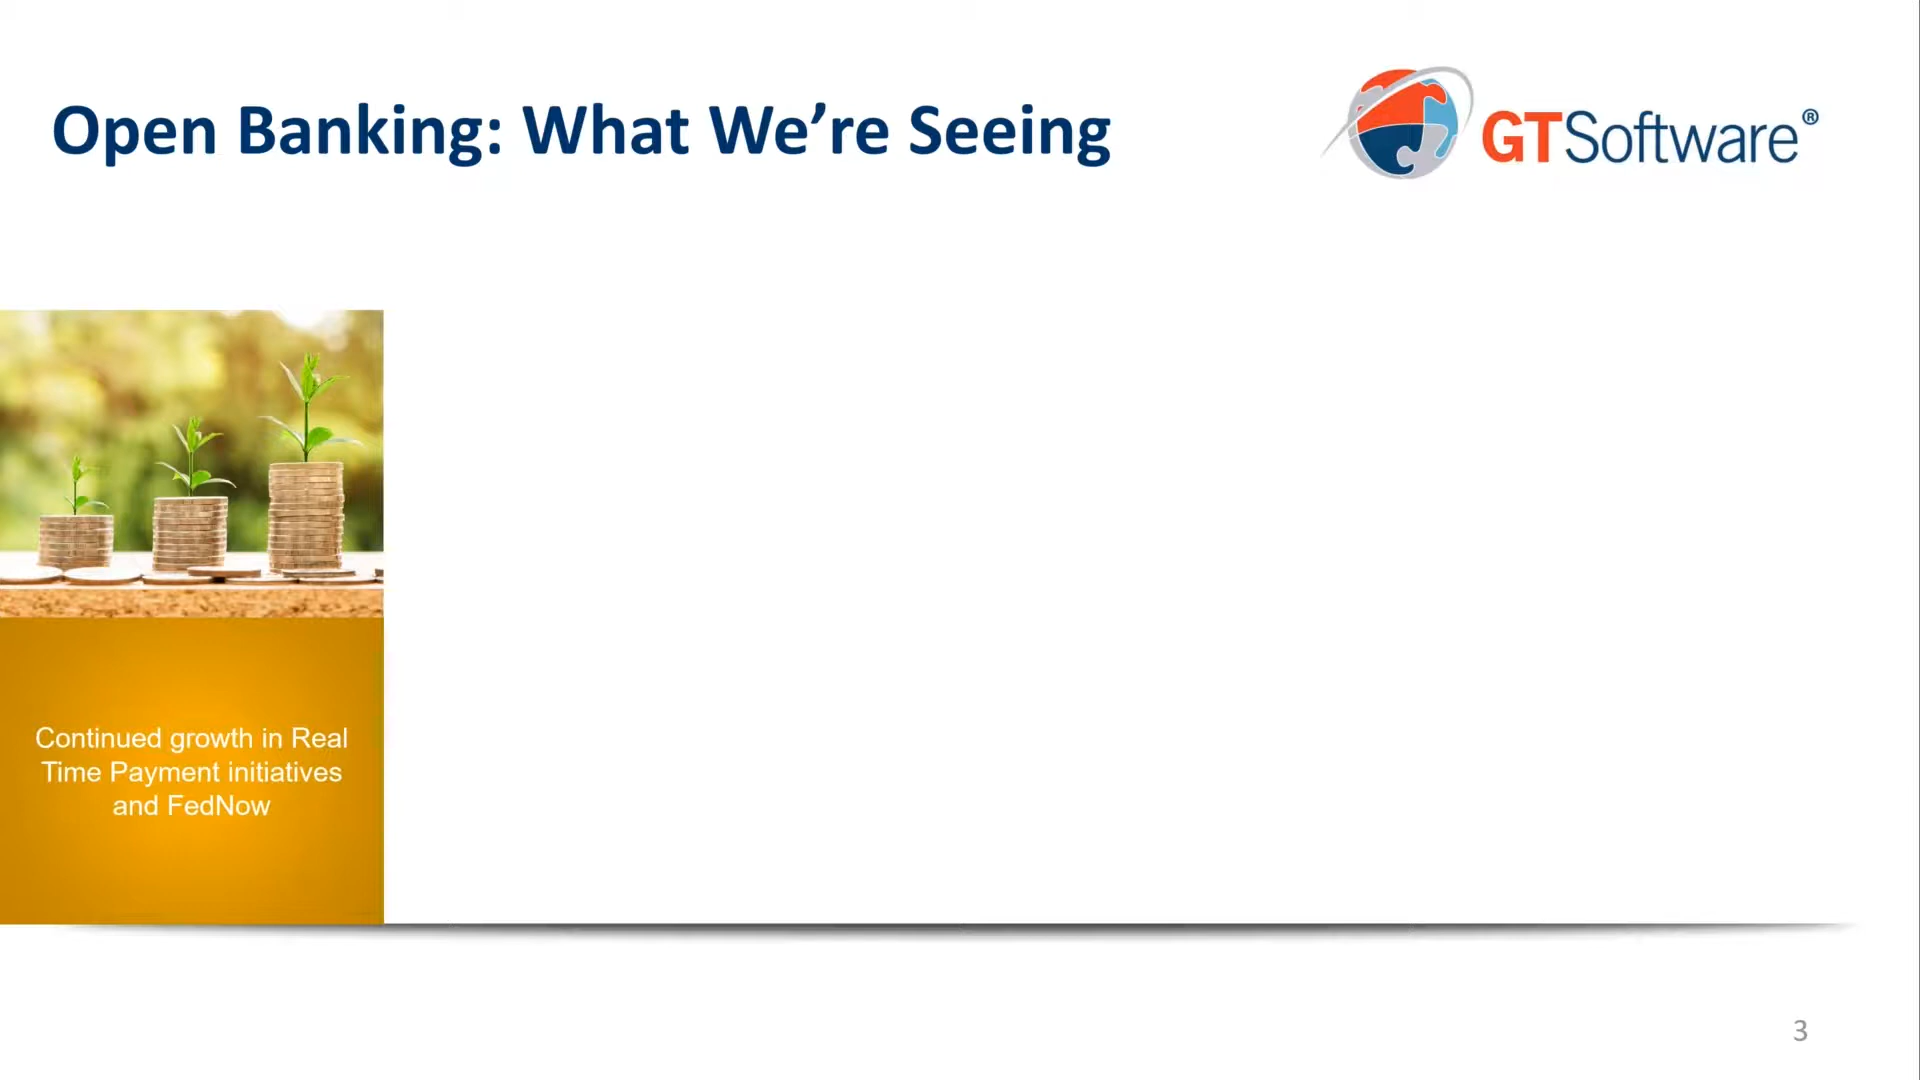 Open Banking: What We’re Seeing
GTSoftware®
Continued growth in Real
Time Payment initiatives
and FedNow
3